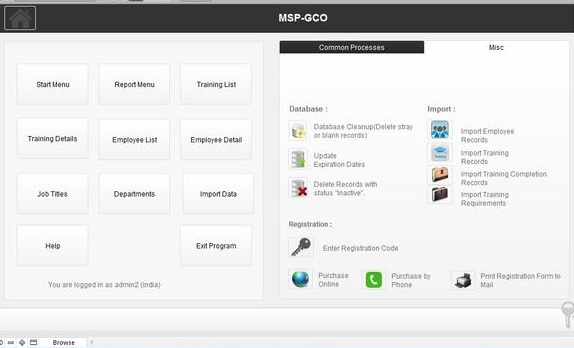 MSP-GCO
Start Menu
Report Menu
Training List
Training Details
Employee List
Employee Detail
Job Titles
Departments
Import Data
Help
Exit Program
You are logged in as admin2 (india)
Common Processes
Misc
Database :
Database Cleanup(Delete stray
or blank records)
Update
Expiration Dates
Delete Records with
status "Inactive".
Import :
Import Employee
Records
Import Training
Records
Import Training Completion
Records
Import Training
Requirements
Registration :
Enter Registration Code
Purchase
Online
Purchase by
Phone
Print Registration Form to
Mail
Browse